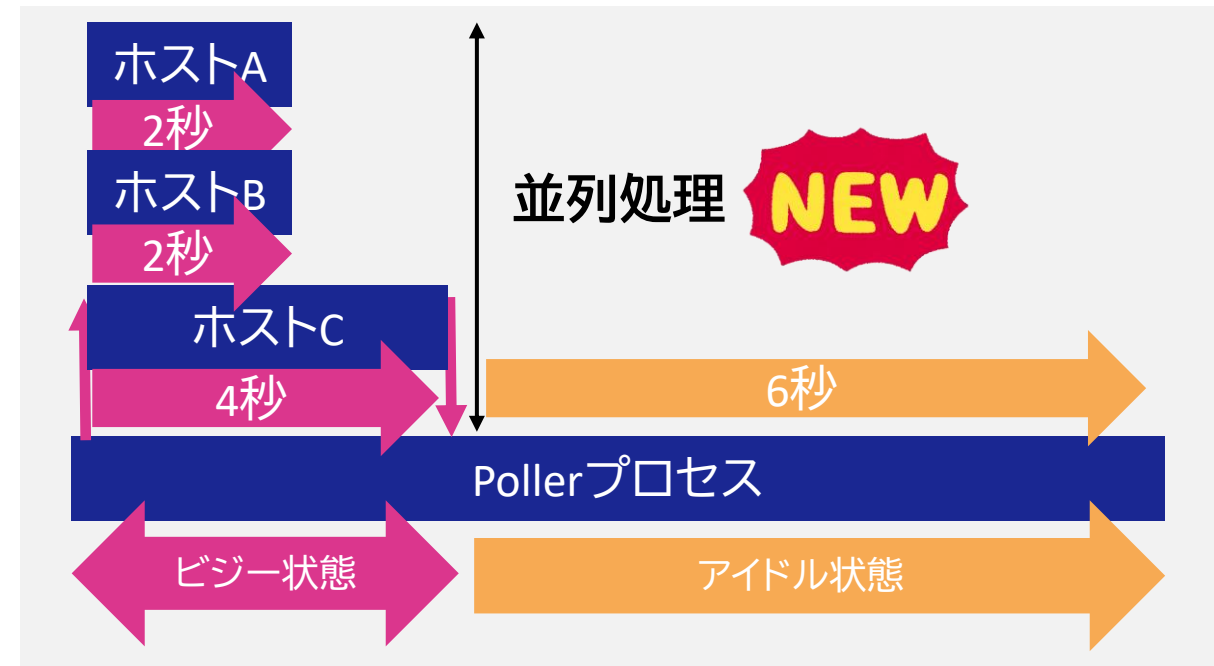 ホストA
2秒
ホストB
2秒
並列処理 NEW
ホストC
4秒
6秒
Pollerプロセス
ビジー状態
アイドル状態